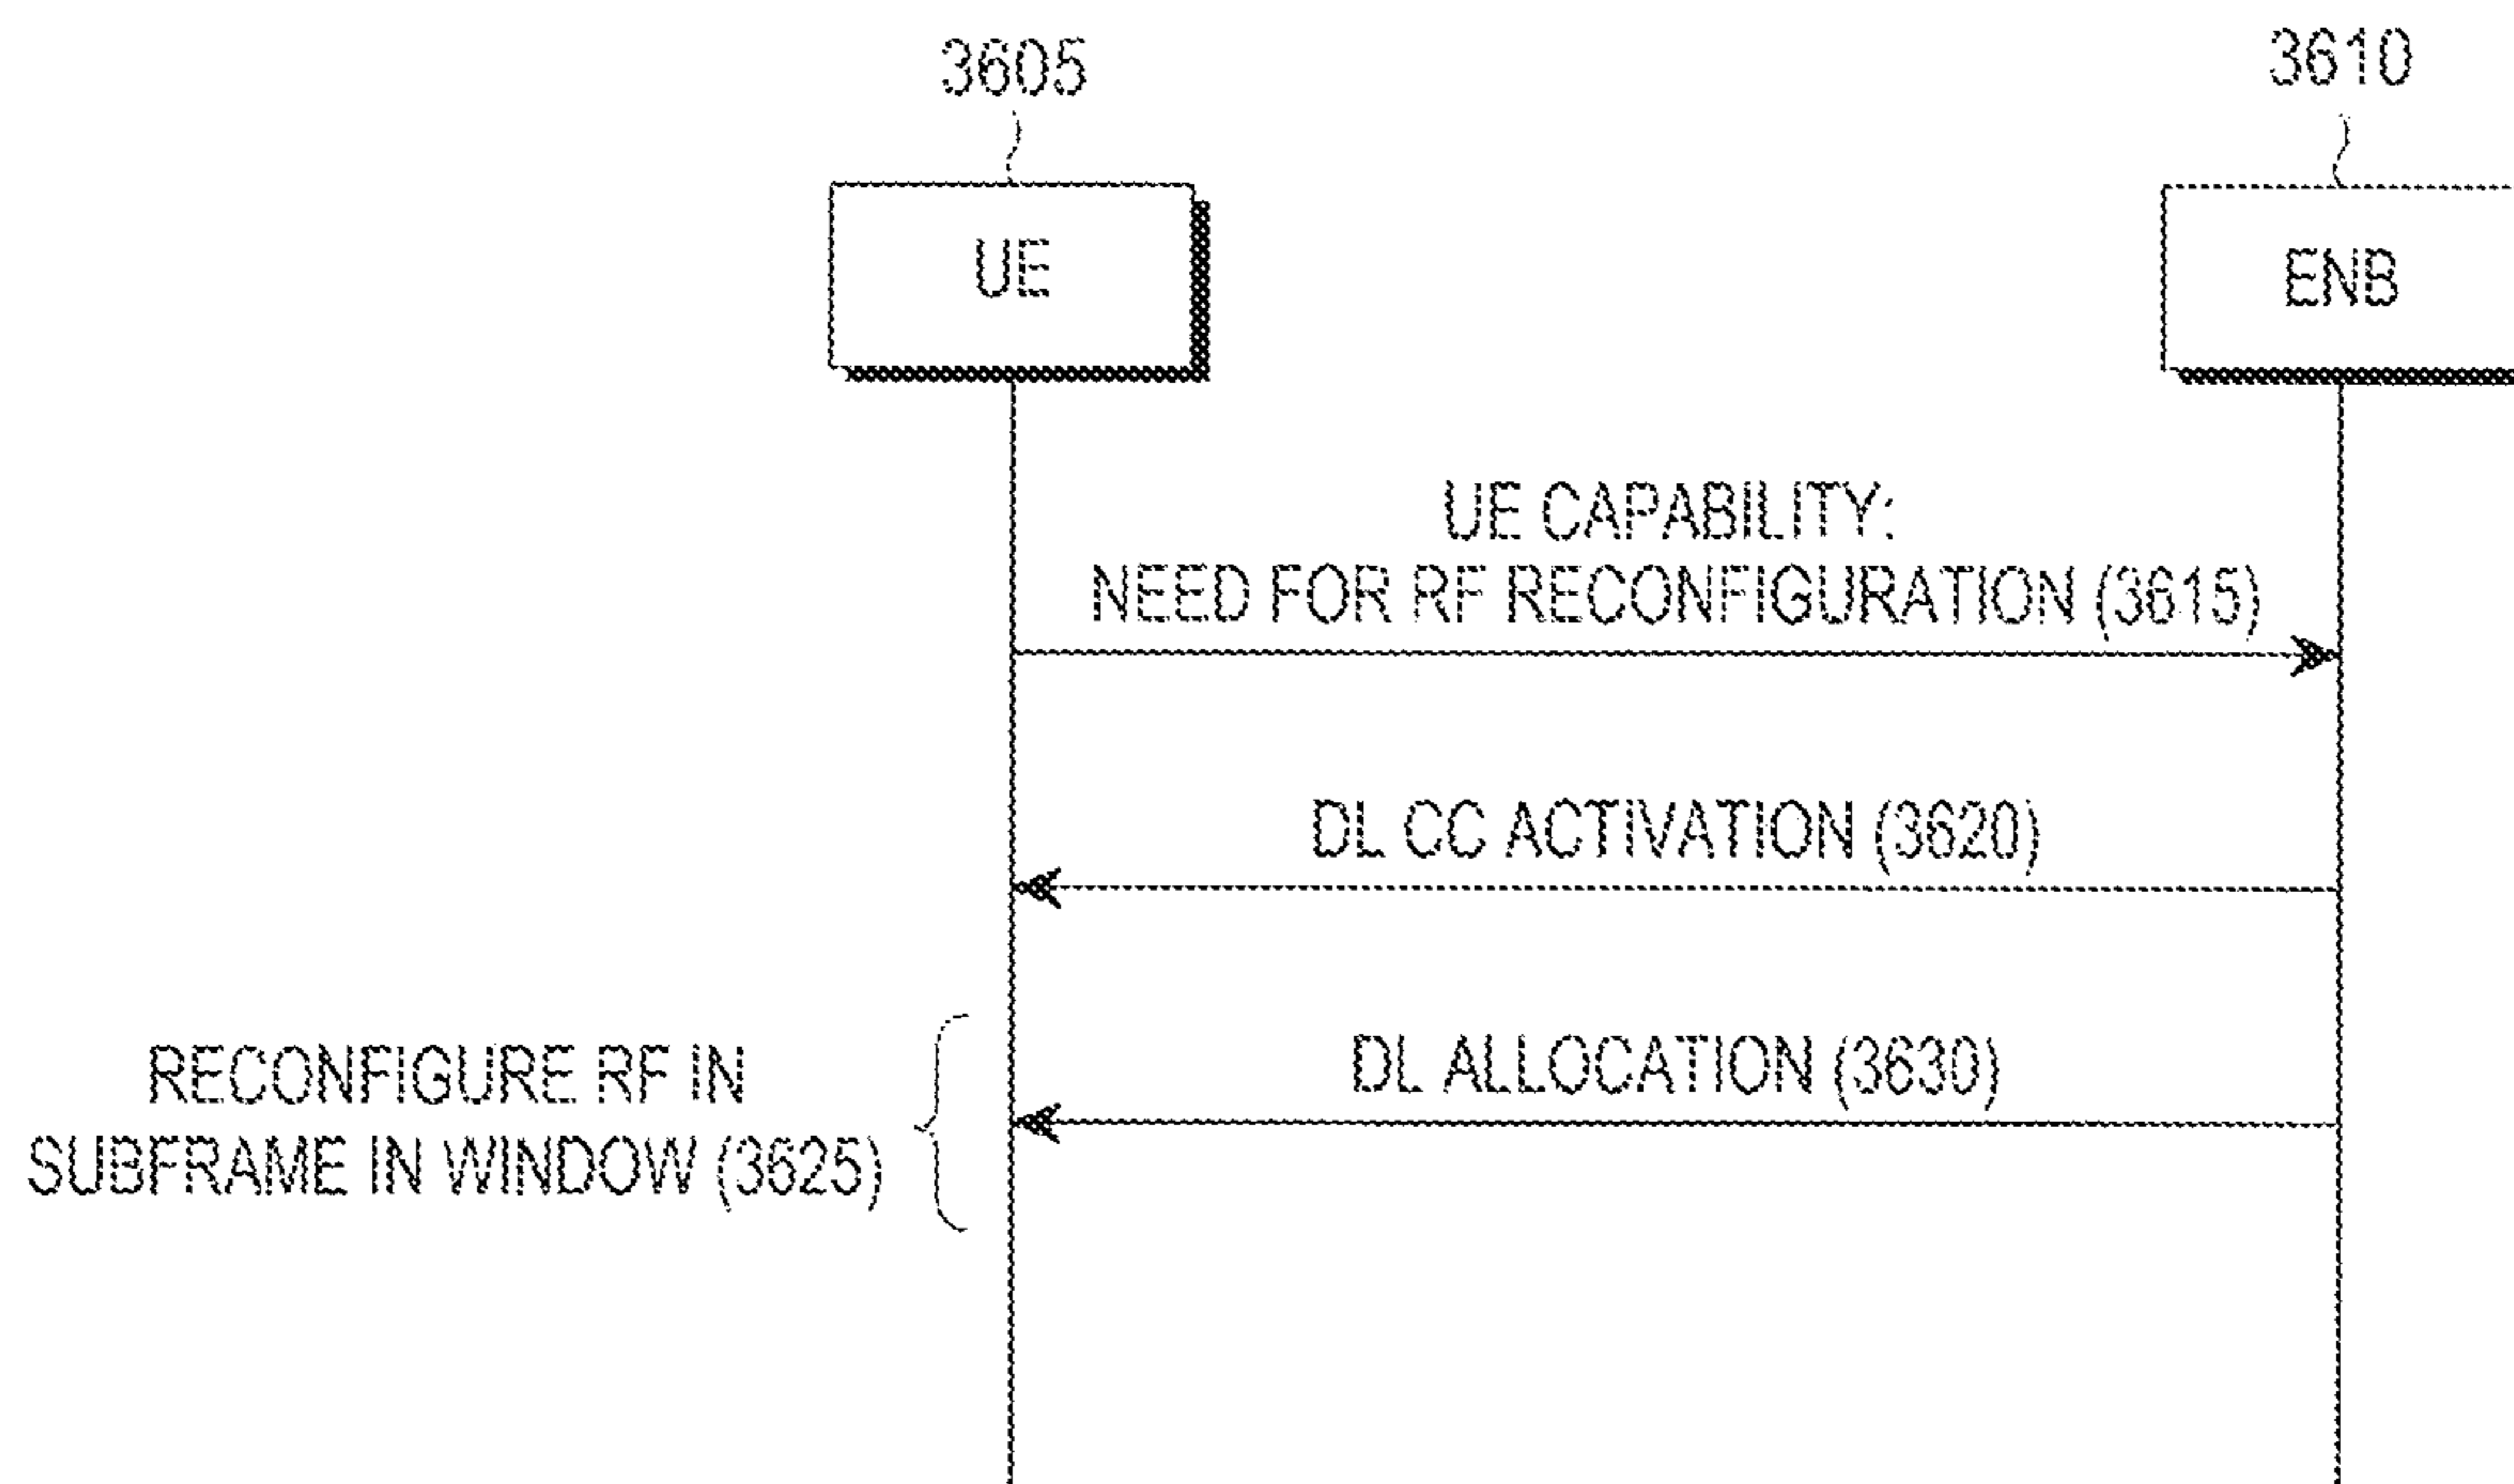 3605
3610
UE
ENB
UE CAPABILITY:
NEED FOR RF RECONFIGURATION (3615)
DL CC ACTIVATION (3620)
DL ALLOCATION (3630)
RECONFIGURE RF IN
SUBFRAME IN WINDOW (3625)